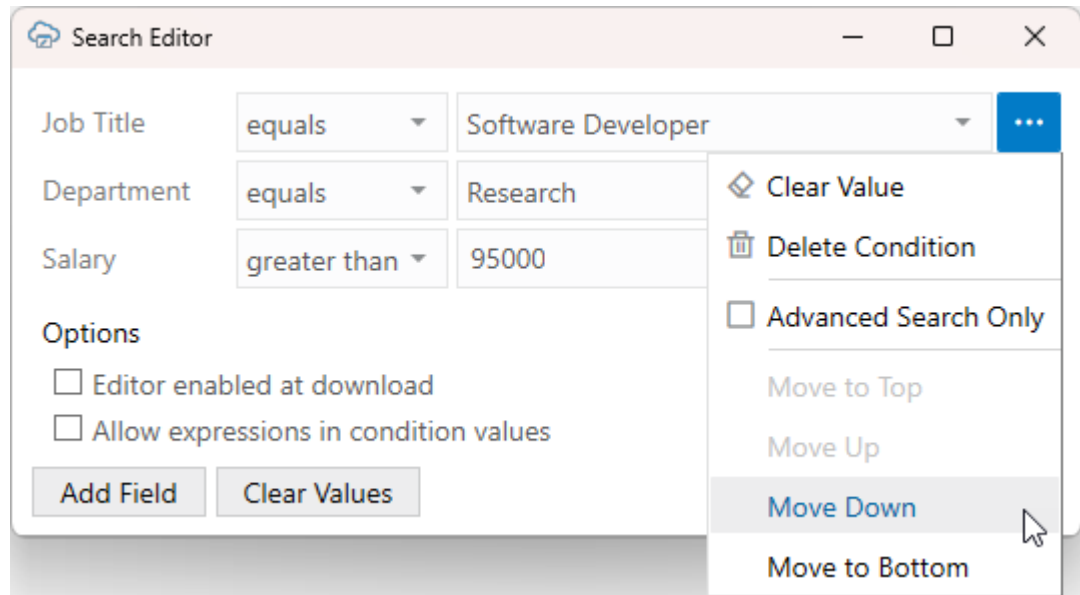 Search Editor
Job Title equals Software Developer
Department equals Research
Salary greater than 95000
Options
Editor enabled at download
Allow expressions in condition values
Add Field Clear Values
Clear Value
Delete Condition
Advanced Search Only
Move to Top
Move Up
Move Down
Move to Bottom